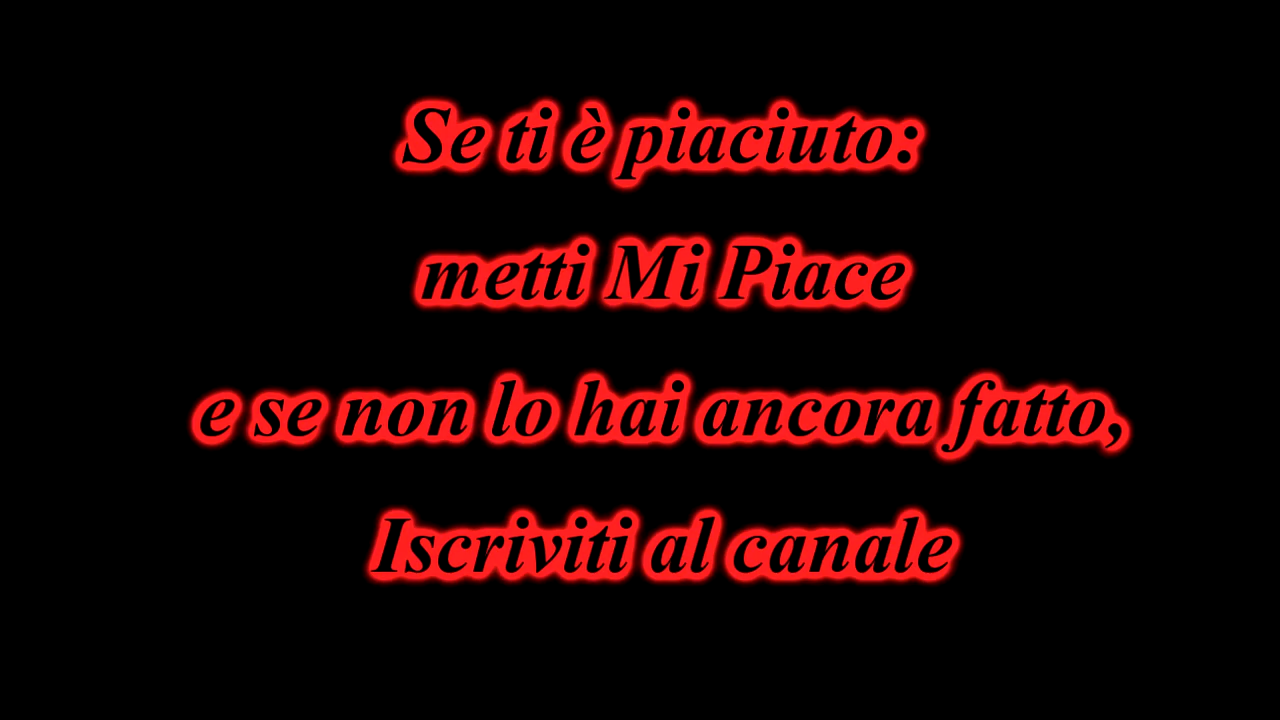 Se ti è piaciuto:
metti Mi Piace
e se non lo hai ancora fatto,
Iscriviti al canale